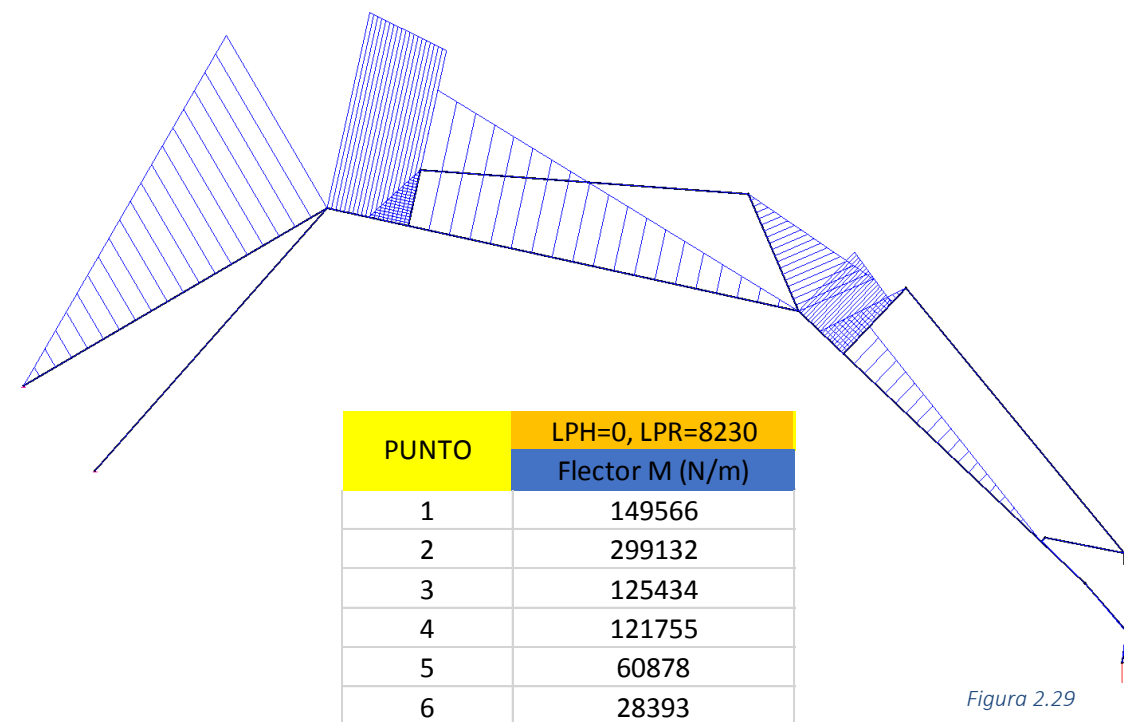 PUNTO
LPH=0, LPR=8230
Flector M (N/m)
1 149566
2 299132
3 125434
4 121755
5 60878
6 28393
Figura 2.29